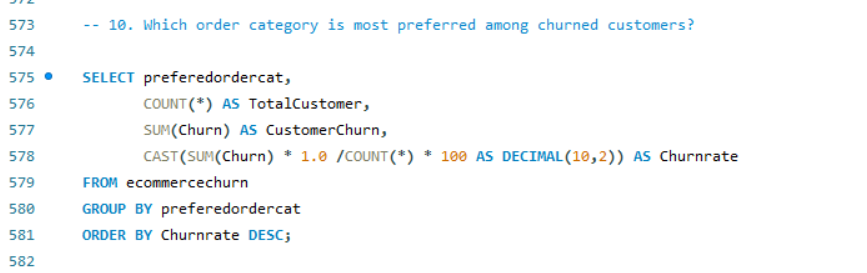 572
573 -- 10. Which order category is most preferred among churned customers?
574
575 SELECT preferedordercat,
576 COUNT(*) AS TotalCustomer,
577 SUM(Churn) AS CustomerChurn,
578 CAST(SUM(Churn) * 1.0 /COUNT(*) * 100 AS DECIMAL(10,2)) AS Churnrate
579 FROM ecommercechurn
580 GROUP BY preferedordercat
581 ORDER BY Churnrate DESC;
582